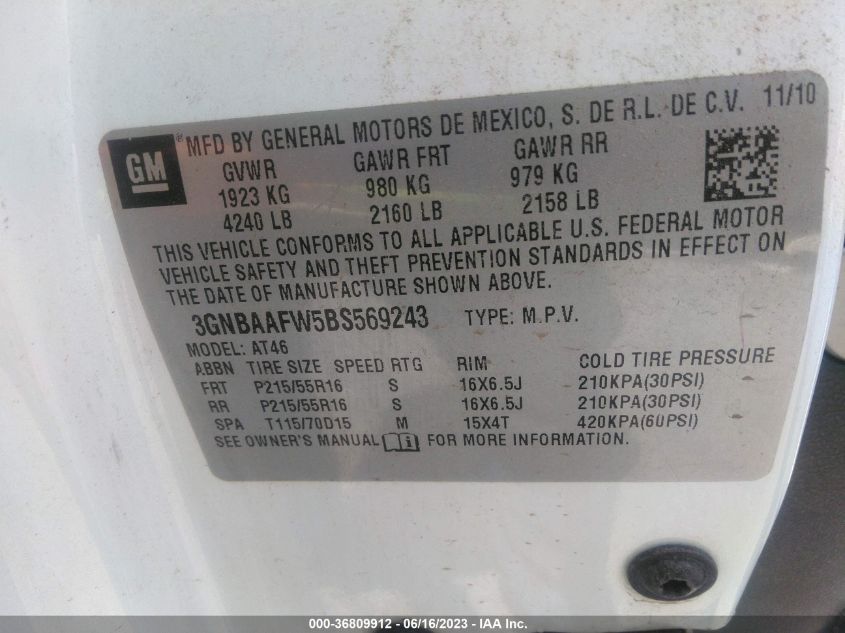 GM ® MFD BY GENERAL MOTORS DE MEXICO, S. DE R.L. DE C.V. 11/10
GVWR GAWR FRT GAWR RR
1923 KG 980 KG 979 KG
4240 LB 2160 LB 2158 LB
THIS VEHICLE CONFORMS TO ALL APPLICABLE U.S. FEDERAL MOTOR
VEHICLE SAFETY AND THEFT PREVENTION STANDARDS IN EFFECT ON
THE DATE OF MANUFACTURE SHOWN ABOVE.
3GNBAAFW5BS569243 TYPE: M.P.V.
MODEL: AT46
ABBN TIRE SIZE SPEED RTG RIM COLD TIRE PRESSURE
FRT P215/55R16 S 16X6.5J 210KPA(30PSI)
RR P215/55R16 S 16X6.5J 210KPA(30PSI)
SPA T115/70D15 M 15X4T 420KPA(60PSI)
SEE OWNER'S MANUAL FOR MORE INFORMATION.
000-36809912 - 06/16/2023 - IAA Inc.